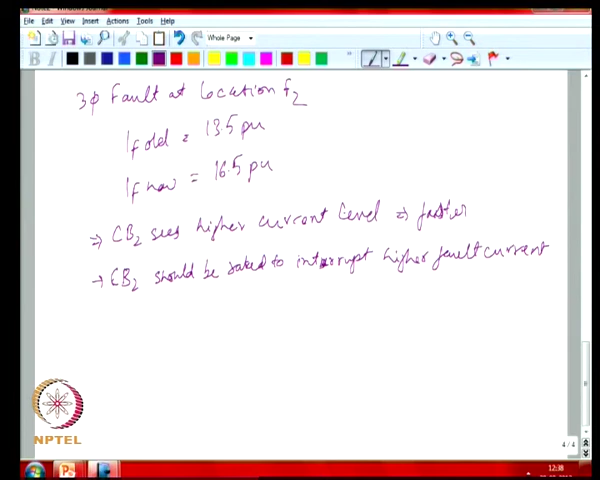 File Edit View Insert Actions Tools Help
Whole Page
3φ Fault at location f2
If old = 13.5 pu
If new = 16.5 pu
⇒ CB2 sees higher current level ⇒ faster
→ CB2 should be rated to interrupt higher fault current
NPTEL
4 / 4
12:38